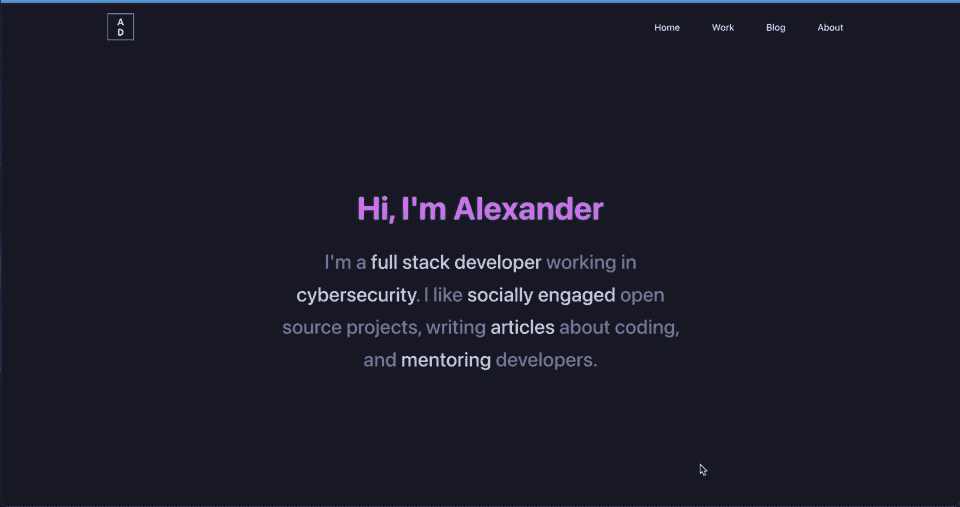 A
D
Home Work Blog About
Hi, I'm Alexander
I'm a full stack developer working in
cybersecurity. I like socially engaged open
source projects, writing articles about coding,
and mentoring developers.